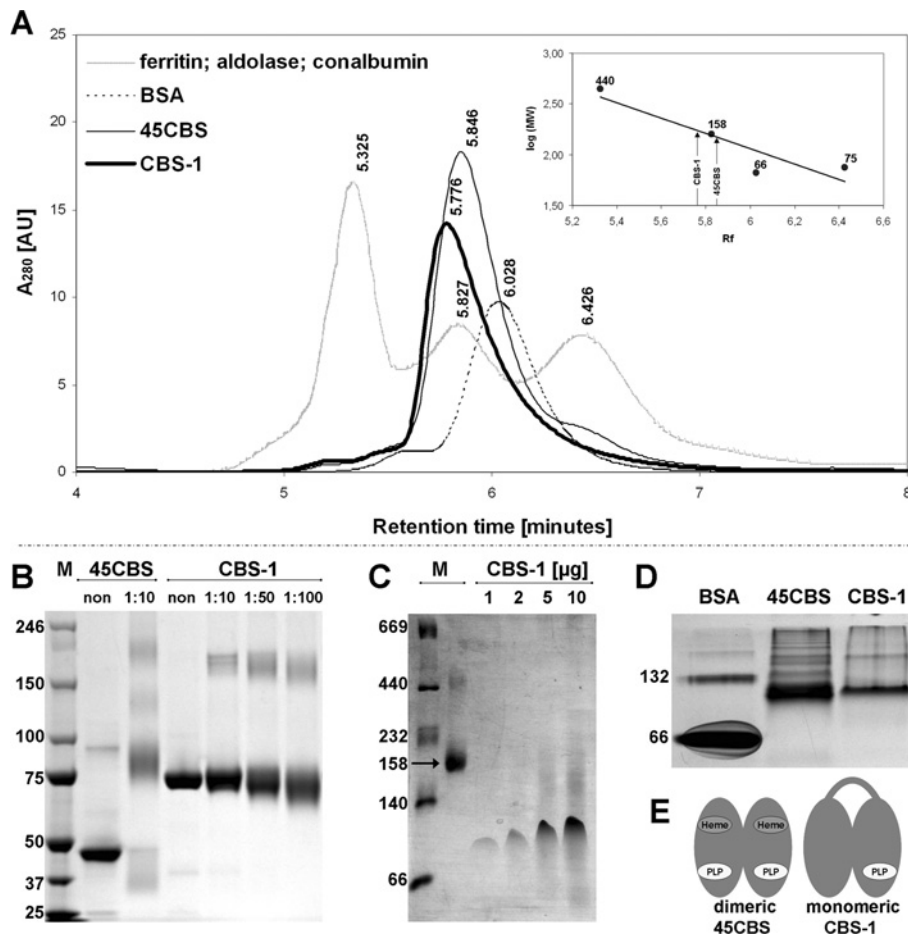 A
ferritin; aldolase; conalbumin
BSA
45CBS
CBS-1
A280 [AU]
25
20
15
10
5
0
5.325
5.846
5.776
5.827
6.028
6.426
4
5
6
7
8
Retention time [minutes]
log (MW)
3,00
2,50
2,00
1,50
440
158
66
75
CBS-1
45CBS
5,2
5,4
5,6
5,8
6
6,2
6,4
6,6
Rf
B
M
45CBS
CBS-1
non
1:10
non
1:10
1:50
1:100
246
150
100
75
50
37
25
C
M
CBS-1 [µg]
1
2
5
10
669
440
232
158
140
66
D
BSA
45CBS
CBS-1
132
66
E
Heme
Heme
PLP
PLP
PLP
dimeric
45CBS
monomeric
CBS-1